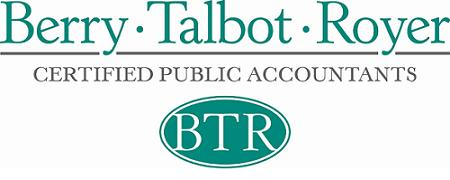 Berry · Talbot · Royer
CERTIFIED PUBLIC ACCOUNTANTS
BTR